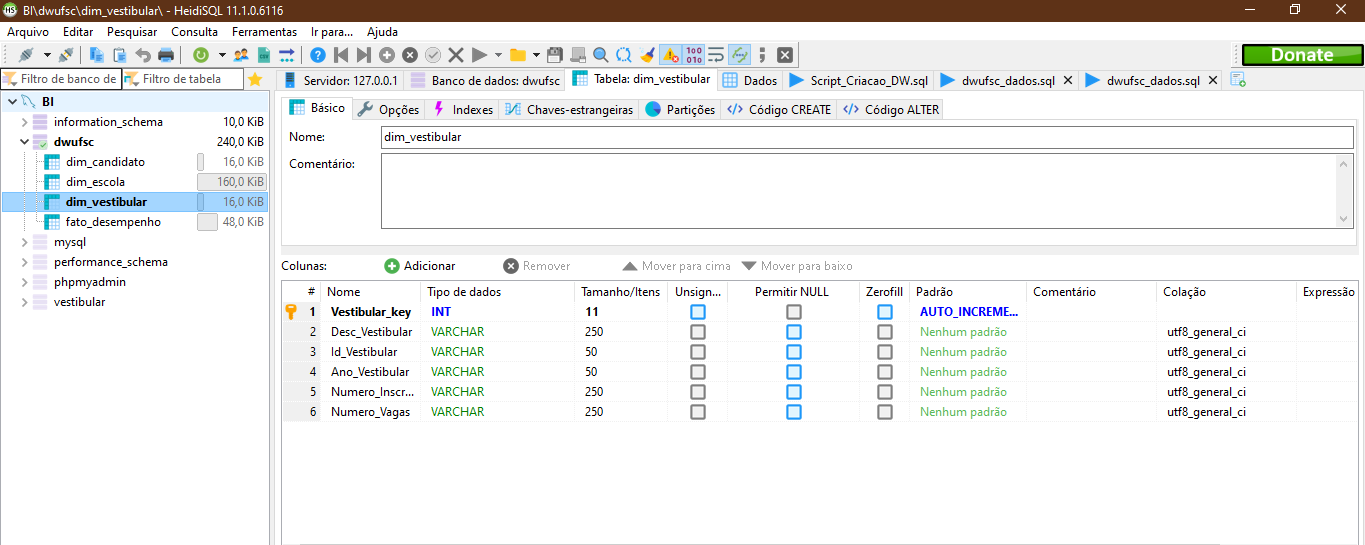 HS BI\dwufsc\dim_vestibular\ - HeidiSQL 11.1.0.6116
Arquivo Editar Pesquisar Consulta Ferramentas Ir para... Ajuda
Donate
Filtro de banco de Filtro de tabela
Servidor: 127.0.0.1 Banco de dados: dwufsc Tabela: dim_vestibular Dados Script_Criacao_DW.sql dwufsc_dados.sql dwufsc_dados.sql
BI
information_schema 10,0 KiB
dwufsc 240,0 KiB
dim_candidato 16,0 KiB
dim_escola 160,0 KiB
dim_vestibular 16,0 KiB
fato_desempenho 48,0 KiB
mysql
performance_schema
phpmyadmin
vestibular
Básico Opções Indexes Chaves-estrangeiras Partições Código CREATE Código ALTER
Nome: dim_vestibular
Comentário:
Colunas: Adicionar Remover Mover para cima Mover para baixo
# Nome Tipo de dados Tamanho/Itens Unsign... Permitir NULL Zerofill Padrão Comentário Colação Expressão
1 Vestibular_key INT 11 AUTO_INCREME...
2 Desc_Vestibular VARCHAR 250 Nenhum padrão utf8_general_ci
3 Id_Vestibular VARCHAR 50 Nenhum padrão utf8_general_ci
4 Ano_Vestibular VARCHAR 50 Nenhum padrão utf8_general_ci
5 Numero_Inscr... VARCHAR 250 Nenhum padrão utf8_general_ci
6 Numero_Vagas VARCHAR 250 Nenhum padrão utf8_general_ci